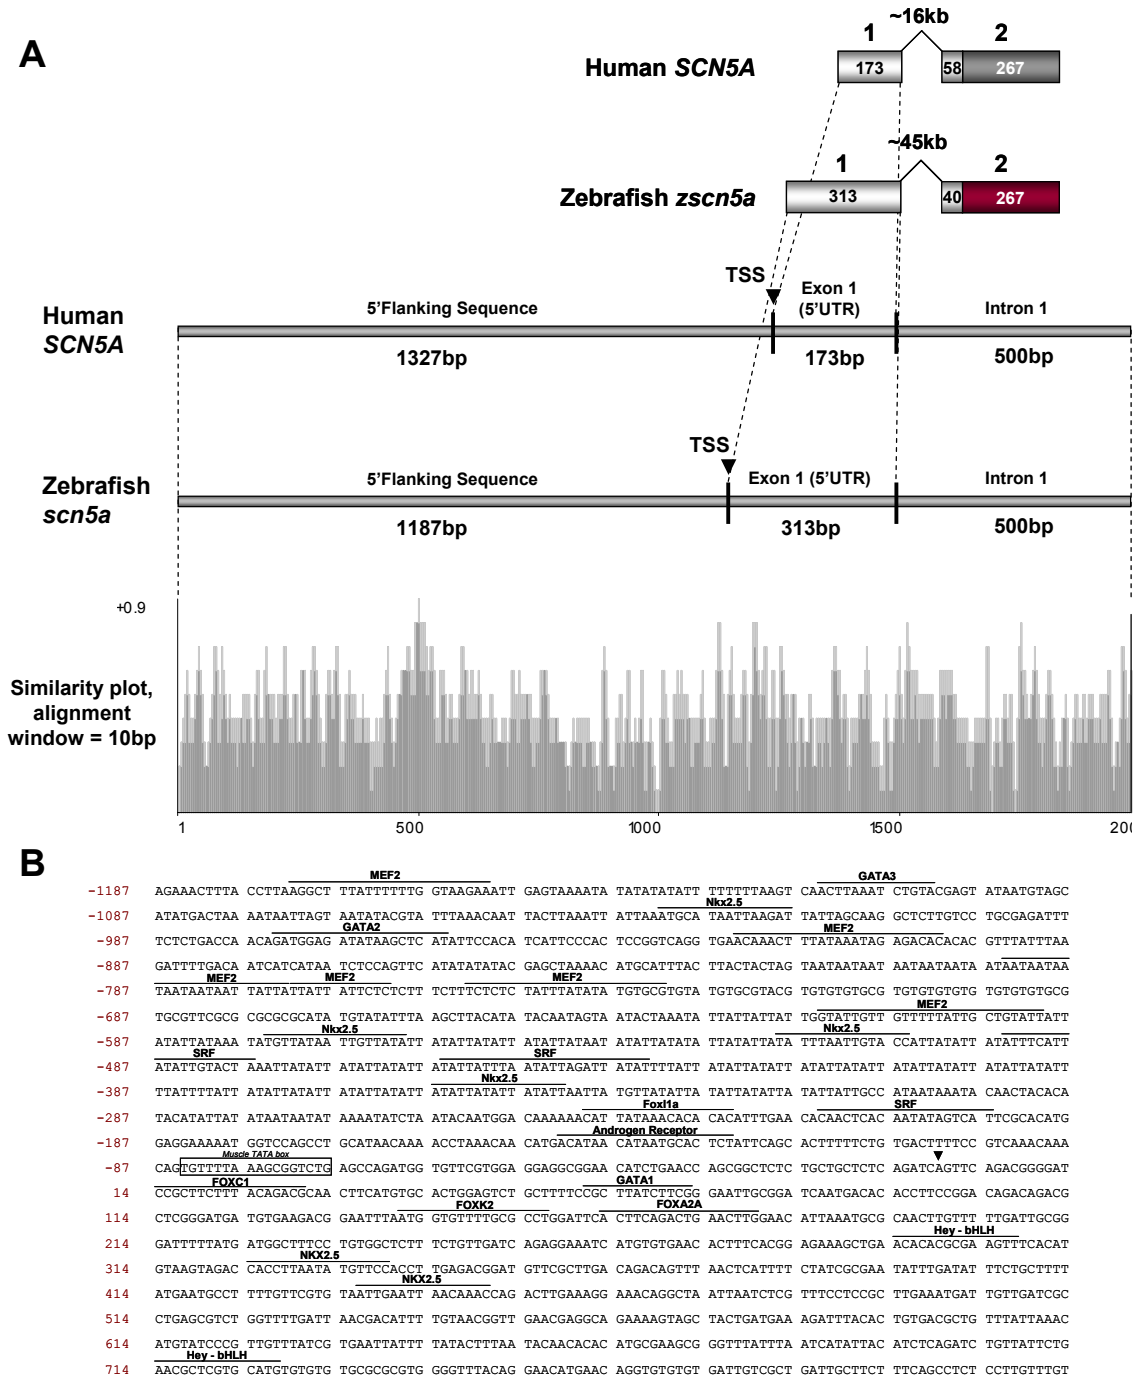 A
~16kb
1 2
Human SCN5A 173 58 267
~45kb
1 2
Zebrafish zscn5a 313 40 267
TSS
Human
SCN5A
5'Flanking Sequence
Exon 1
(5'UTR)
Intron 1
1327bp 173bp 500bp
TSS
Zebrafish
scn5a
5'Flanking Sequence Exon 1 (5'UTR) Intron 1
1187bp 313bp 500bp
+0.9
Similarity plot,
alignment
window = 10bp
1 500 1000 1500 200
B
MEF2 GATA3
-1187 AGAAACTTTA CCTTAAGGCT TTATTTTTTG GTAAGAAATT GAGTAAAATA TATATATATT TTTTTTAAGT CAACTTAAAT CTGTACGAGT ATAATGTAGC
Nkx2.5
-1087 ATATGACTAA AATAATTAGT AATATACGTA TTTAAACAAT TACTTAAATT ATTAAATGCA TAATTAAGAT TATTAGCAAG GCTCTTGTCC TGCGAGATTT
GATA2 MEF2
-987 TCTCTGACCA ACAGATGGAG ATATAAGCTC ATATTCCACA TCATTCCCAC TCCGGTCAGG TGAACAAACT TTATAAATAG AGACACACAC GTTTATTTAA
-887 GATTTTGACA ATCATCATAA TCTCCAGTTC ATATATATAC GAGCTAAAAC ATGCATTTAC TTACTACTAG TAATAATAAT AATAATAATA AATAATAA
MEF2 MEF2 MEF2
-787 TAATAATAAT TATTATTATT ATTCTCTCTT TCTTCTCTCT TATTTATATA TGTGCGTGTA TGTGCGTACG TGTGTGTGCG TGTGTGTGTG TGTGTGTGCG
MEF2
-687 TGCGTTCGCG CGCGCGCATA TGTATATTTA AGCTTACATA TACAATAGTA AATACTAAAT TATTATTATT GGTATTGTT GTTTTTATTGC TGTATTATT
Nkx2.5 Nkx2.5
-587 ATATTATAAA TATGTTATAA TTGTTATATT ATATTATATT ATATTATAAT ATATTATATA TTATATTATA TTTAATTGTA CCATTATATT ATATTTCATT
SRF SRF
-487 ATATTGTACT AAATTATATT ATATTATATT ATATTATTTA ATATTAGATT ATATTTTATT ATATTATATT ATATTATATT ATATTATATT ATATTATATT
Nkx2.5
-387 TTATTTTATT ATATTATATT ATATTATATT ATATTATATT ATATTAATTA TGTTATATTA TATTATATTA TATTATTGCC ATAATAAATA CAACTACACA
Foxl1a SRF
-287 TACATATATT ATAATAATAT AAAATATCTA ATACAATGGA CAAAAAACAT TATAAACACA CACATTTGAA CACAACTCAC AATATAGTCA TTCGCACATG
Androgen Receptor
-187 GAGGAAAAAT GGTCCAGCCT GCATAACAAA ACCTAAACAA CATGACATAA CATAATGCAC TCTATTCAGC ACTTTTTCTG TGACTTTTCC GTCAAACAAA
Muscle TATA box
-87 CAGTGTTTTA AAGCGGTCTG AGCCAGATGG TGTTCGTGGA GGAGGCGGAA CATCTGAACC AGCGGCTCTC TGCTGCTCTC AGATCAGTTC AGACGGGGAT
FOXC1 GATA1
14 CCGCTTCTTT ACAGACGCAA CTTCATGTGC ACTGGAGTCT GCTTTTCCGC TTATCTTCGG GAATTGCGGA TCAATGACAC ACCTTCCGGA CAGACAGACG
FOXK2 FOXA2A
114 CTCGGGATGA TGTGAAGACG GAATTTAATG GTGTTTTGCG CCTGGATTCA CACTTCAGACTG AACTTGGAAC ATTAAATGCG CAACTTGTTT TTGATTGCGG
Hey - bHLH
214 GATTTTTATG ATGGCTTTCC TGTGGCTCTT TCTGTTGATC AGAGGAAATC ATGTGTGAAC ACTTTCACGG AGAAAGCTGA ACACACGCGA AGTTTCACAT
NKX2.5
314 GTAAGTAGAC CACCTTAATA TGTTCCACCT TGAGACGGAT GTTCGCTTGA CAGACAGTTT AACTCATTTT CTATCGCGAA TATTTGATAT TTCTGCTTTT
NKX2.5
414 ATGAATGCCT TTTGTTCGTG TAATTGAATT AACAAACCAG ACTTGAAAGG AAACAGGCTA ATTAATCTCG TTTCCTCCGC TTGAAATGAT TGTTGATCGC
514 CTGAGCGTCT GGTTTTGATT AACGACATTT TGTAACGGTT GAACGAGGCA GAAAAGTAGC TACTGATGAA AGATTTACAC TGTGACGCTG TTTATTAAAC
614 ATGTATCCCG TTGTTTATCG TGAATTATTT TATACTTTAA TACAACACAC ATGCGAAGCG GGTTTATTTA ATCATATTAC ATCTCAGATC TGTTATTCTG
Hey - bHLH
714 AACGCTCGTG CATGTGTGTG TGCGCGCGTG GGGTTTACAG GAACATGAAC AGGTGTGTGT GATTGTCGCT GATTGCTTCT TTCAGCCTCT CCTTGTTTGT